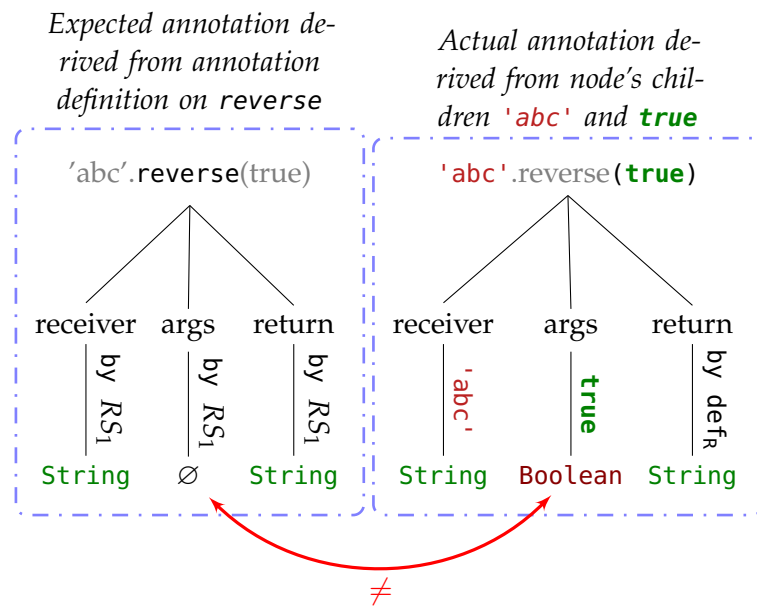 Expected annotation de-
rived from annotation
definition on reverse
Actual annotation de-
rived from node's chil-
dren 'abc' and true
'abc'.reverse(true)
'abc'.reverse(true)
receiver args return
receiver args return
by RS₁ by RS₁ by RS₁
'abc' true by def_R
String ∅ String
String Boolean String
≠